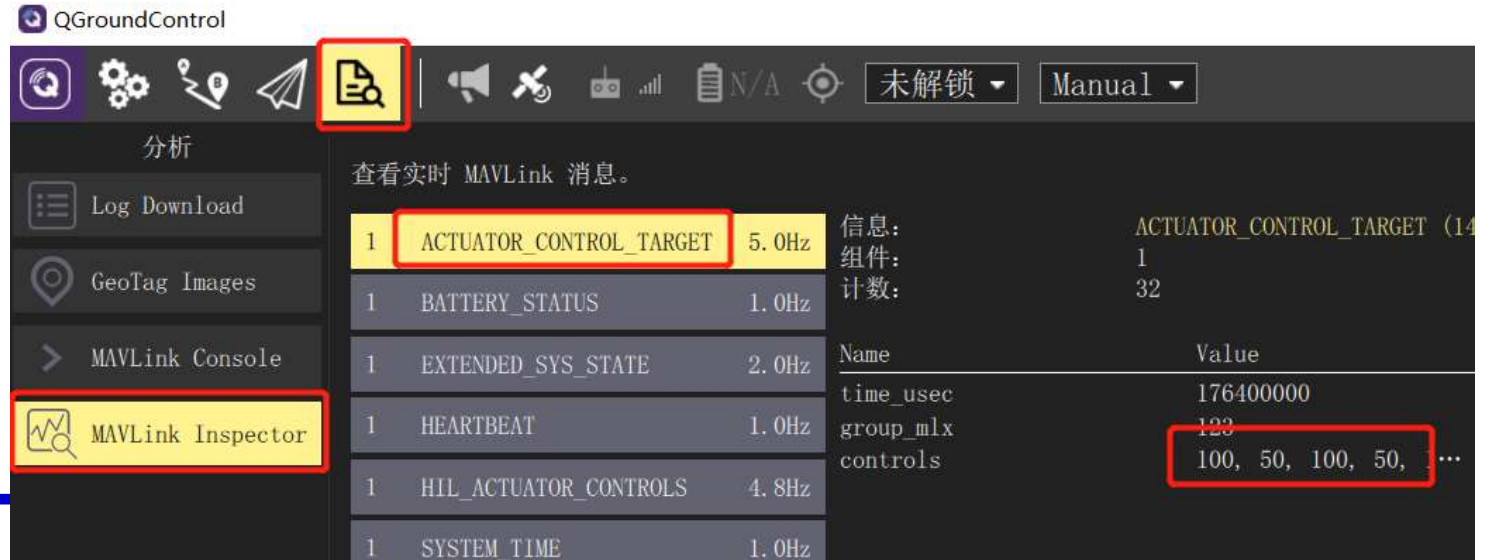 QGroundControl
N/A 未解锁 Manual
分析
Log Download
GeoTag Images
MAVLink Console
MAVLink Inspector
查看实时 MAVLink 消息。
1 ACTUATOR_CONTROL_TARGET 5.0Hz
1 BATTERY_STATUS 1.0Hz
1 EXTENDED_SYS_STATE 2.0Hz
1 HEARTBEAT 1.0Hz
1 HIL_ACTUATOR_CONTROLS 4.8Hz
1 SYSTEM_TIME 1.0Hz
信息: ACTUATOR_CONTROL_TARGET (14
组件: 1
计数: 32
Name Value
time_usec 176400000
group_mlx 123
controls 100, 50, 100, 50, 1…